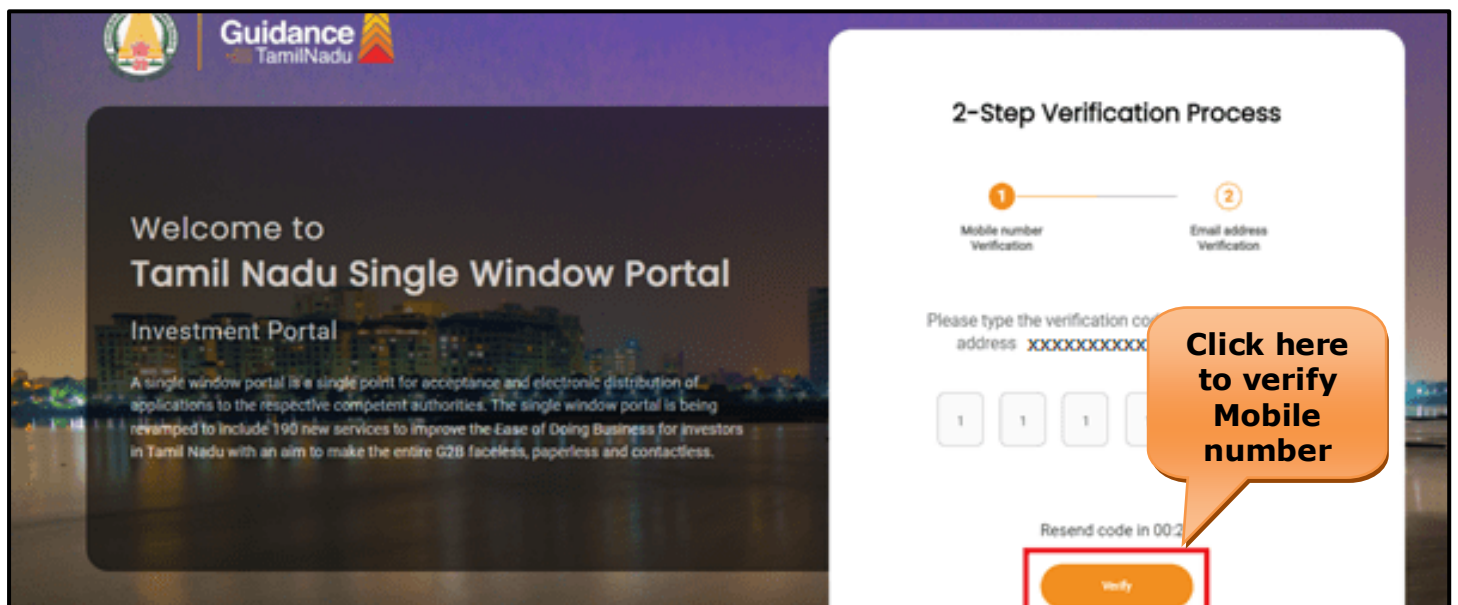 Guidance
TamilNadu
2-Step Verification Process
1
2
Mobile number
Verification
Email address
Verification
Welcome to
Tamil Nadu Single Window Portal
Investment Portal
A single window portal is a single point for acceptance and electronic distribution of
applications to the respective competent authorities. The single window portal is being
revamped to include 190 new services to improve the Ease of Doing Business for investors
in Tamil Nadu with an aim to make the entire G2B faceless, paperless and contactless.
Please type the verification
address xxxxxxxxxx
1 1 1
Click here
to verify
Mobile
number
Resend code in 00:2
Verify